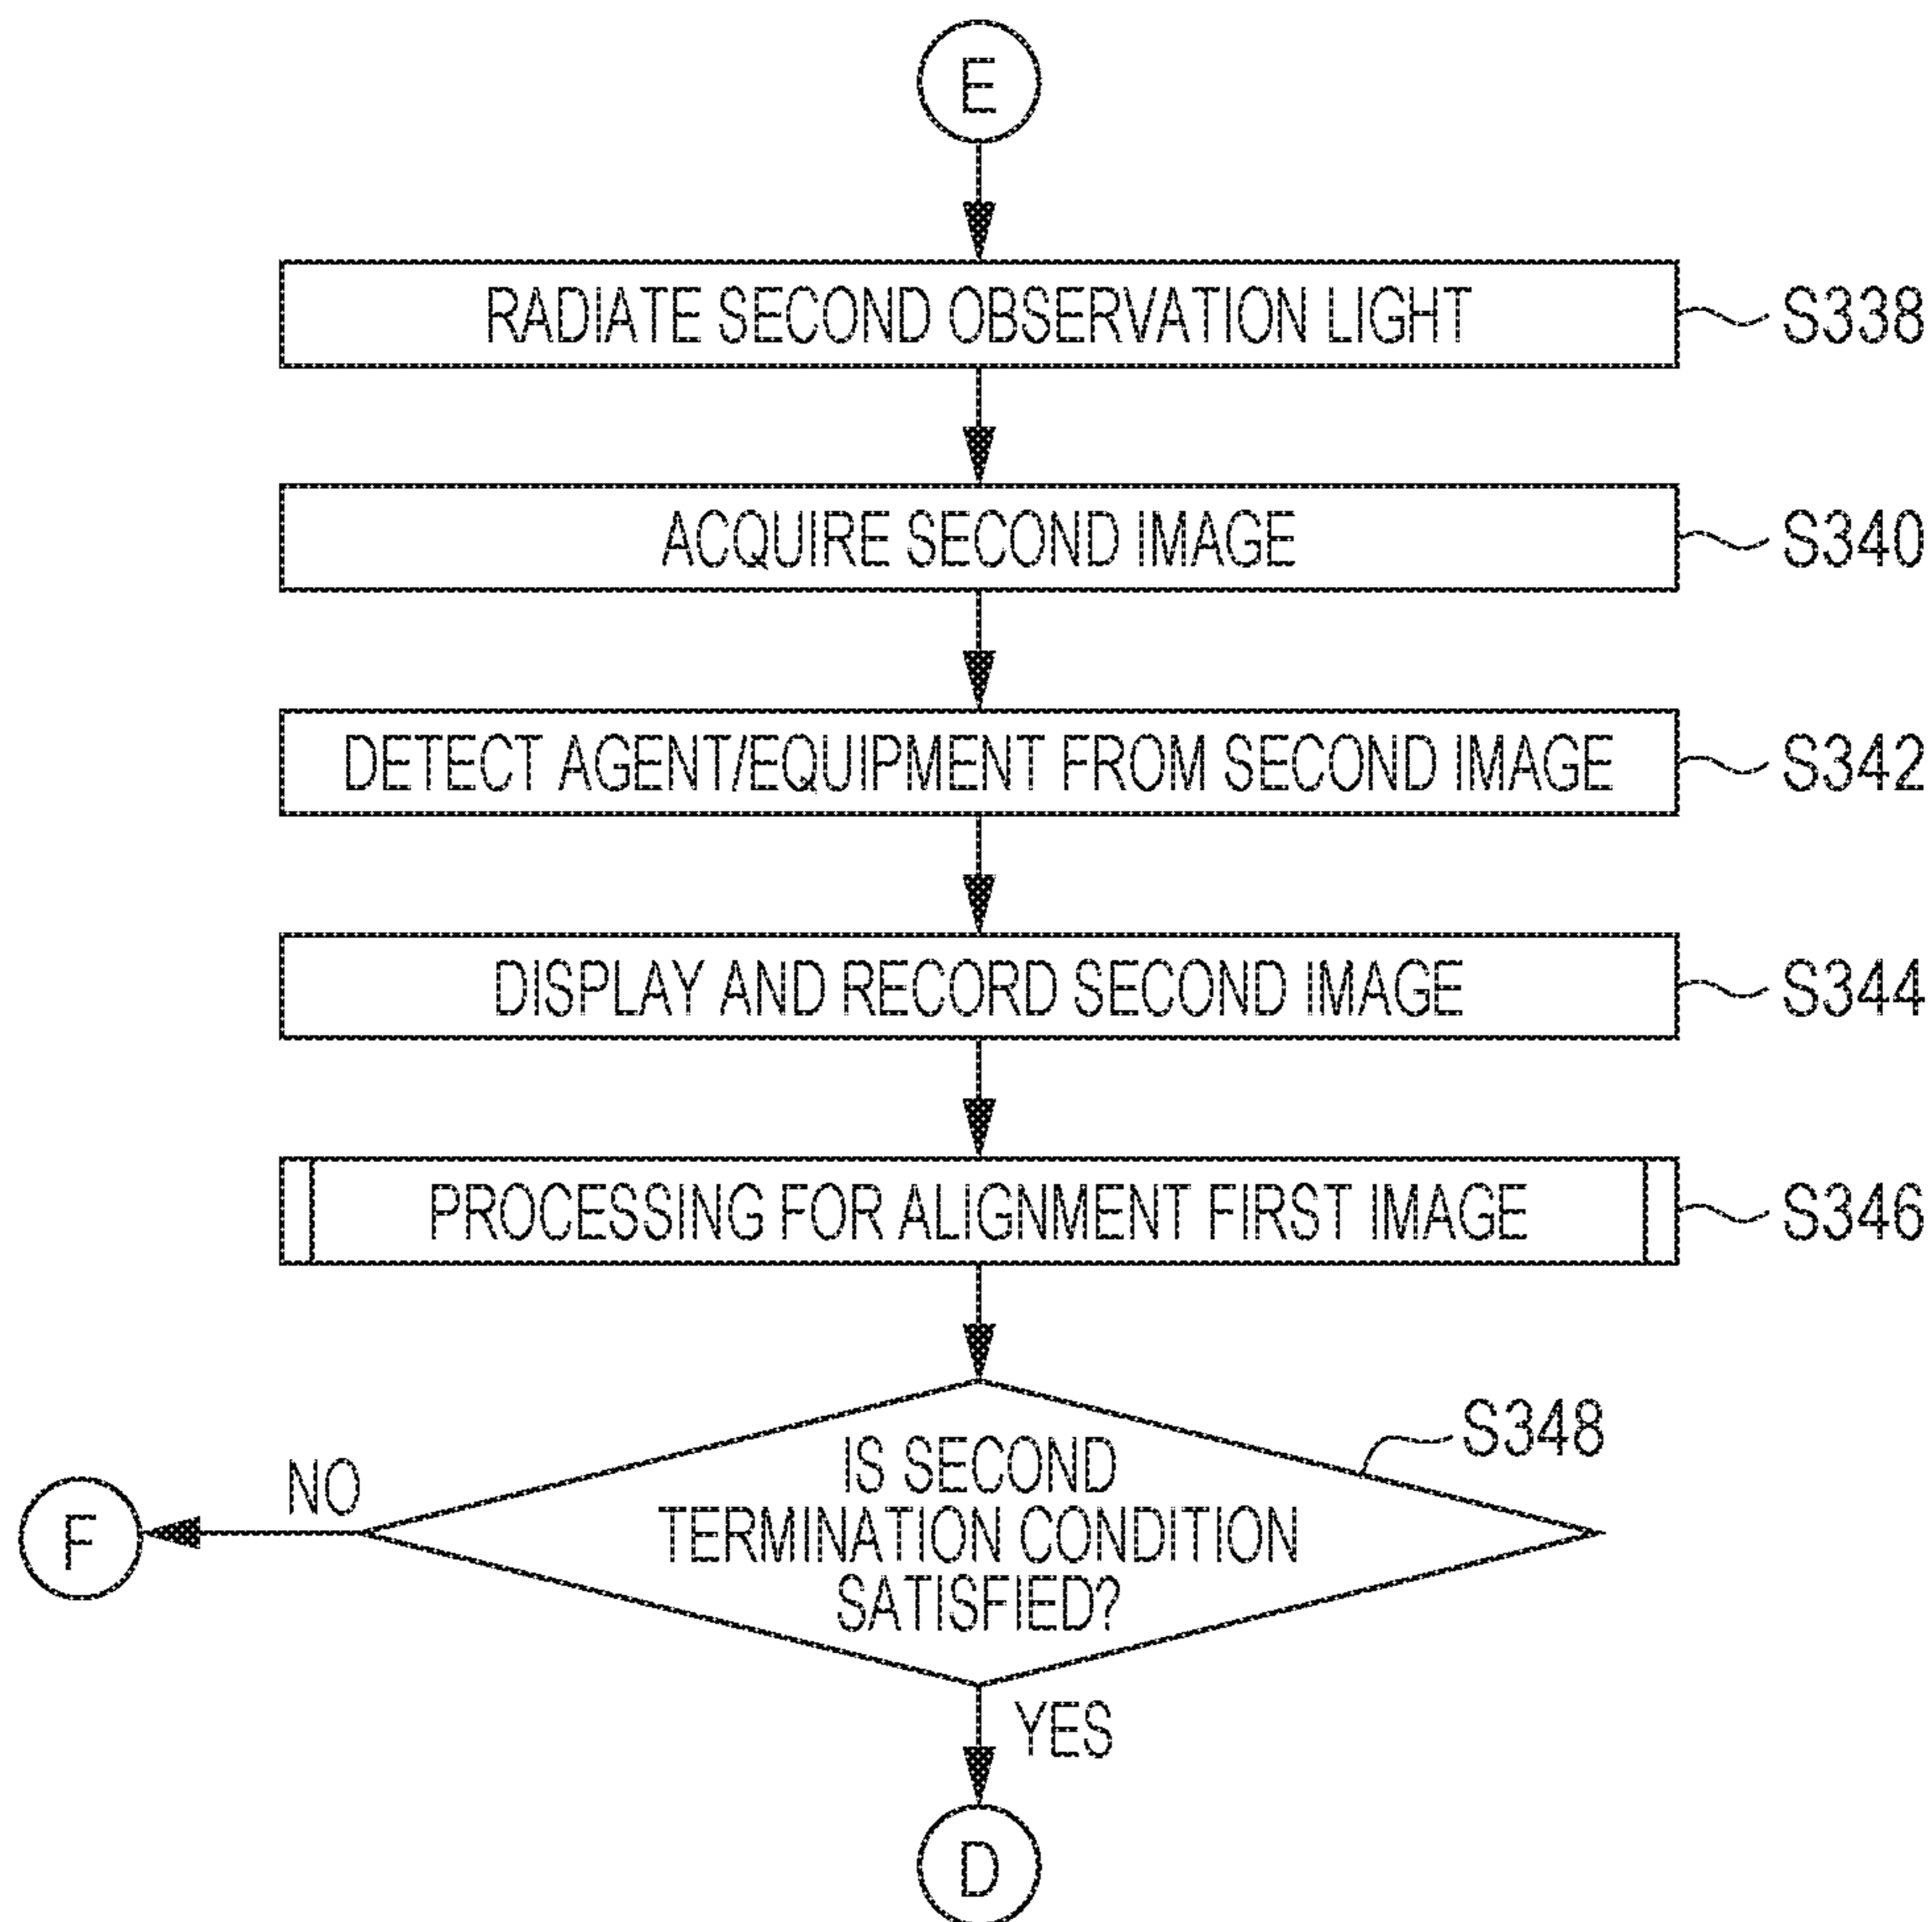 E
RADIATE SECOND OBSERVATION LIGHT
S338
ACQUIRE SECOND IMAGE
S340
DETECT AGENT/EQUIPMENT FROM SECOND IMAGE
S342
DISPLAY AND RECORD SECOND IMAGE
S344
PROCESSING FOR ALIGNMENT FIRST IMAGE
S346
S348
IS SECOND
TERMINATION CONDITION
SATISFIED?
NO
F
YES
D